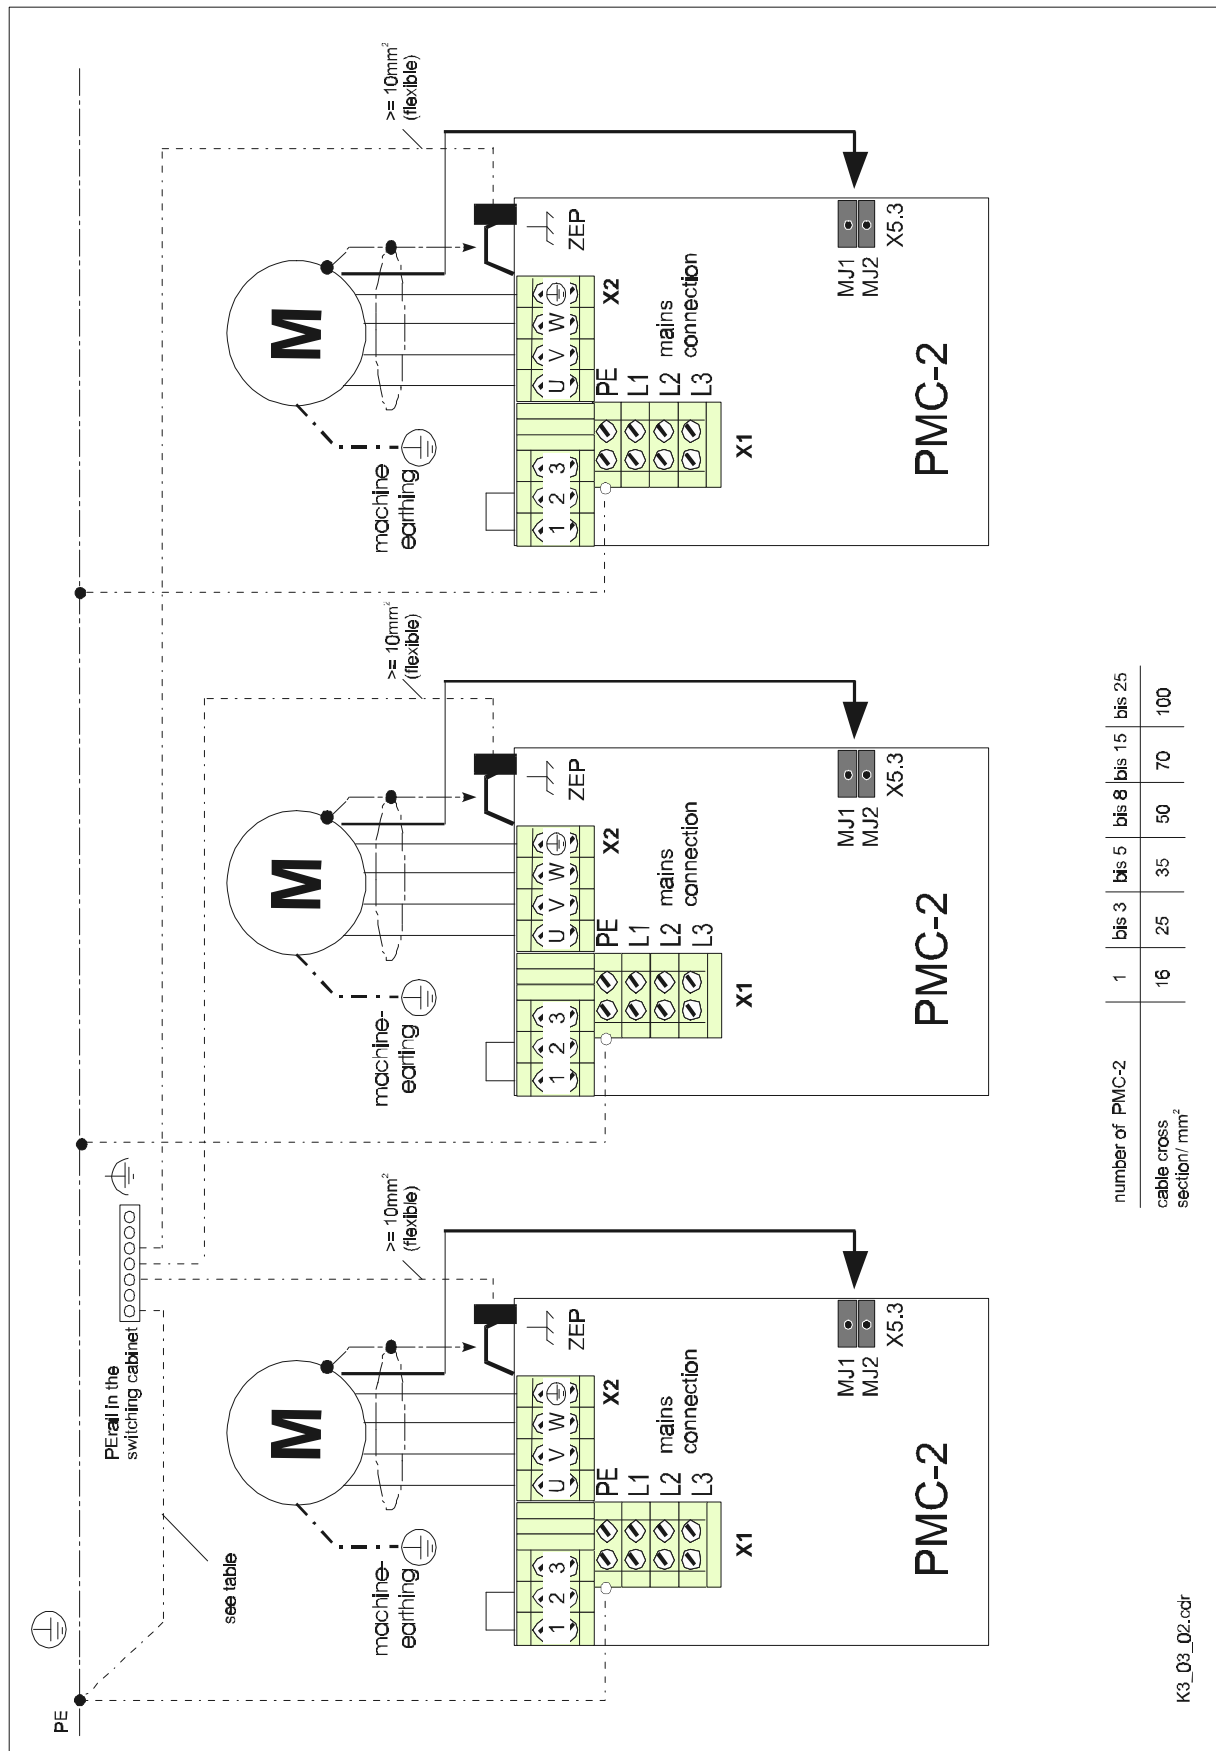 PE
see table
PErail in the
switching cabinet
machine-
earthing
M
>= 10mm²
(flexible)
1 2 3
U V W
X2
ZEP
PE
L1
L2
L3
mains
connection
X1
MJ1
MJ2
X5.3
PMC-2
machine-
earting
M
>= 10mm²
(flexible)
1 2 3
U V W
X2
ZEP
PE
L1
L2
L3
mains
connection
X1
MJ1
MJ2
X5.3
PMC-2
machine
earthing
M
>= 10mm²
(flexible)
1 2 3
U V W
X2
ZEP
PE
L1
L2
L3
mains
connection
X1
MJ1
MJ2
X5.3
PMC-2
number of PMC-2 1 bis 3 bis 5 bis 8 bis 15 bis 25
cable cross
section/ mm² 16 25 35 50 70 100
K3_03_02.cdr